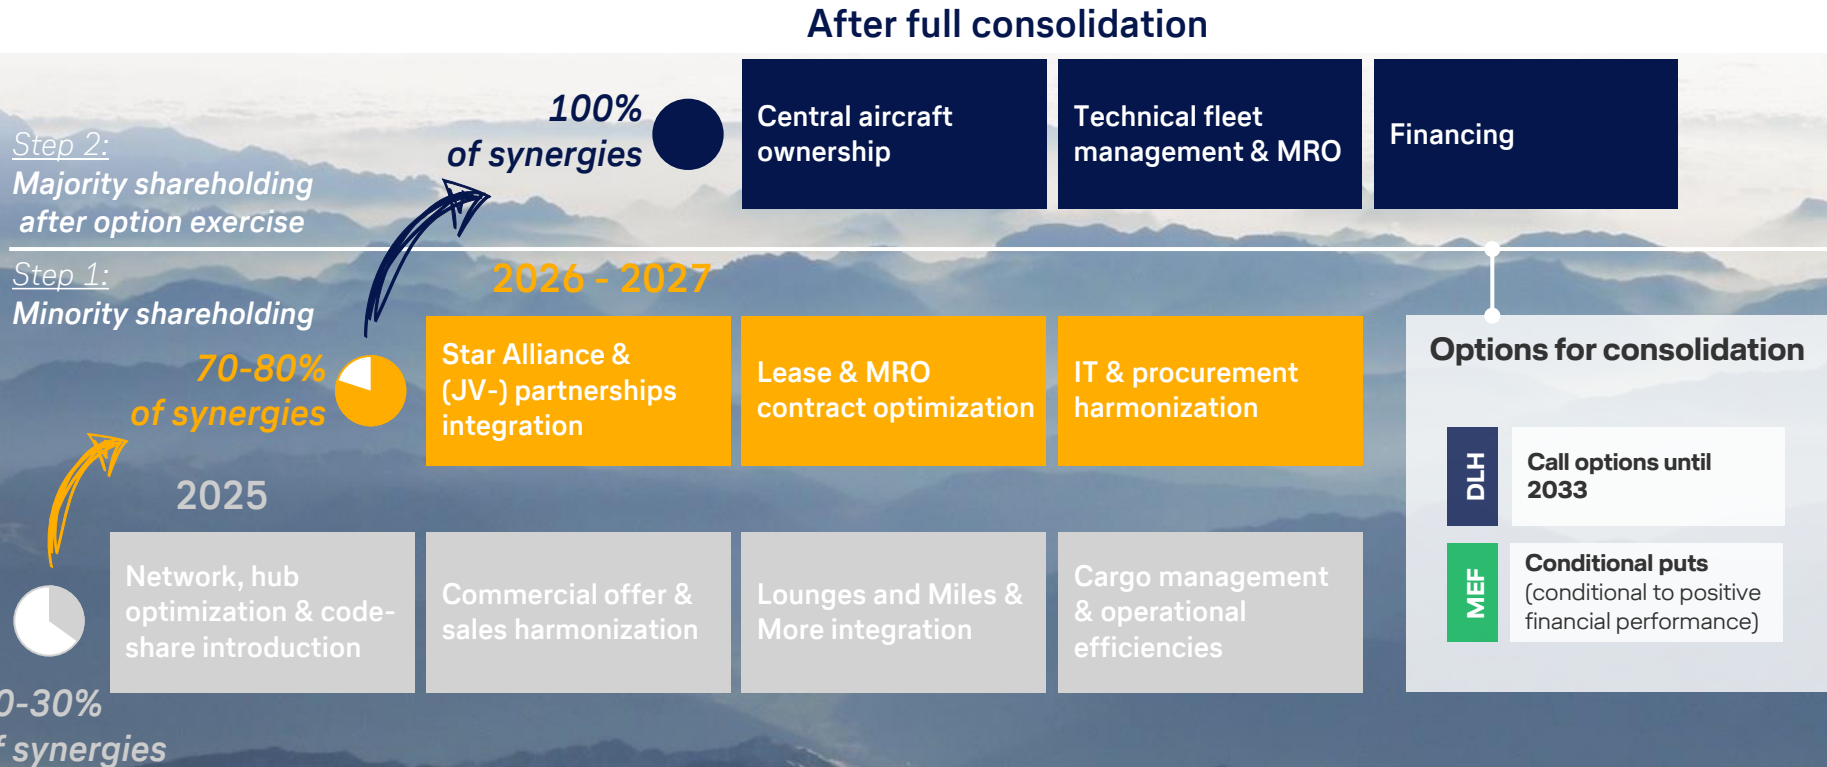 After full consolidation
Step 2:
Majority shareholding
after option exercise
100%
of synergies
Central aircraft
ownership
Technical fleet
management & MRO
Financing
Step 1:
Minority shareholding
2026 - 2027
70-80%
of synergies
Star Alliance &
(JV-) partnerships
integration
Lease & MRO
contract optimization
IT & procurement
harmonization
Options for consolidation
DLH
Call options until
2033
MEF
Conditional puts
(conditional to positive
financial performance)
2025
Network, hub
optimization & code-
share introduction
Commercial offer &
sales harmonization
Lounges and Miles &
More integration
Cargo management
& operational
efficiencies
0-30%
synergies